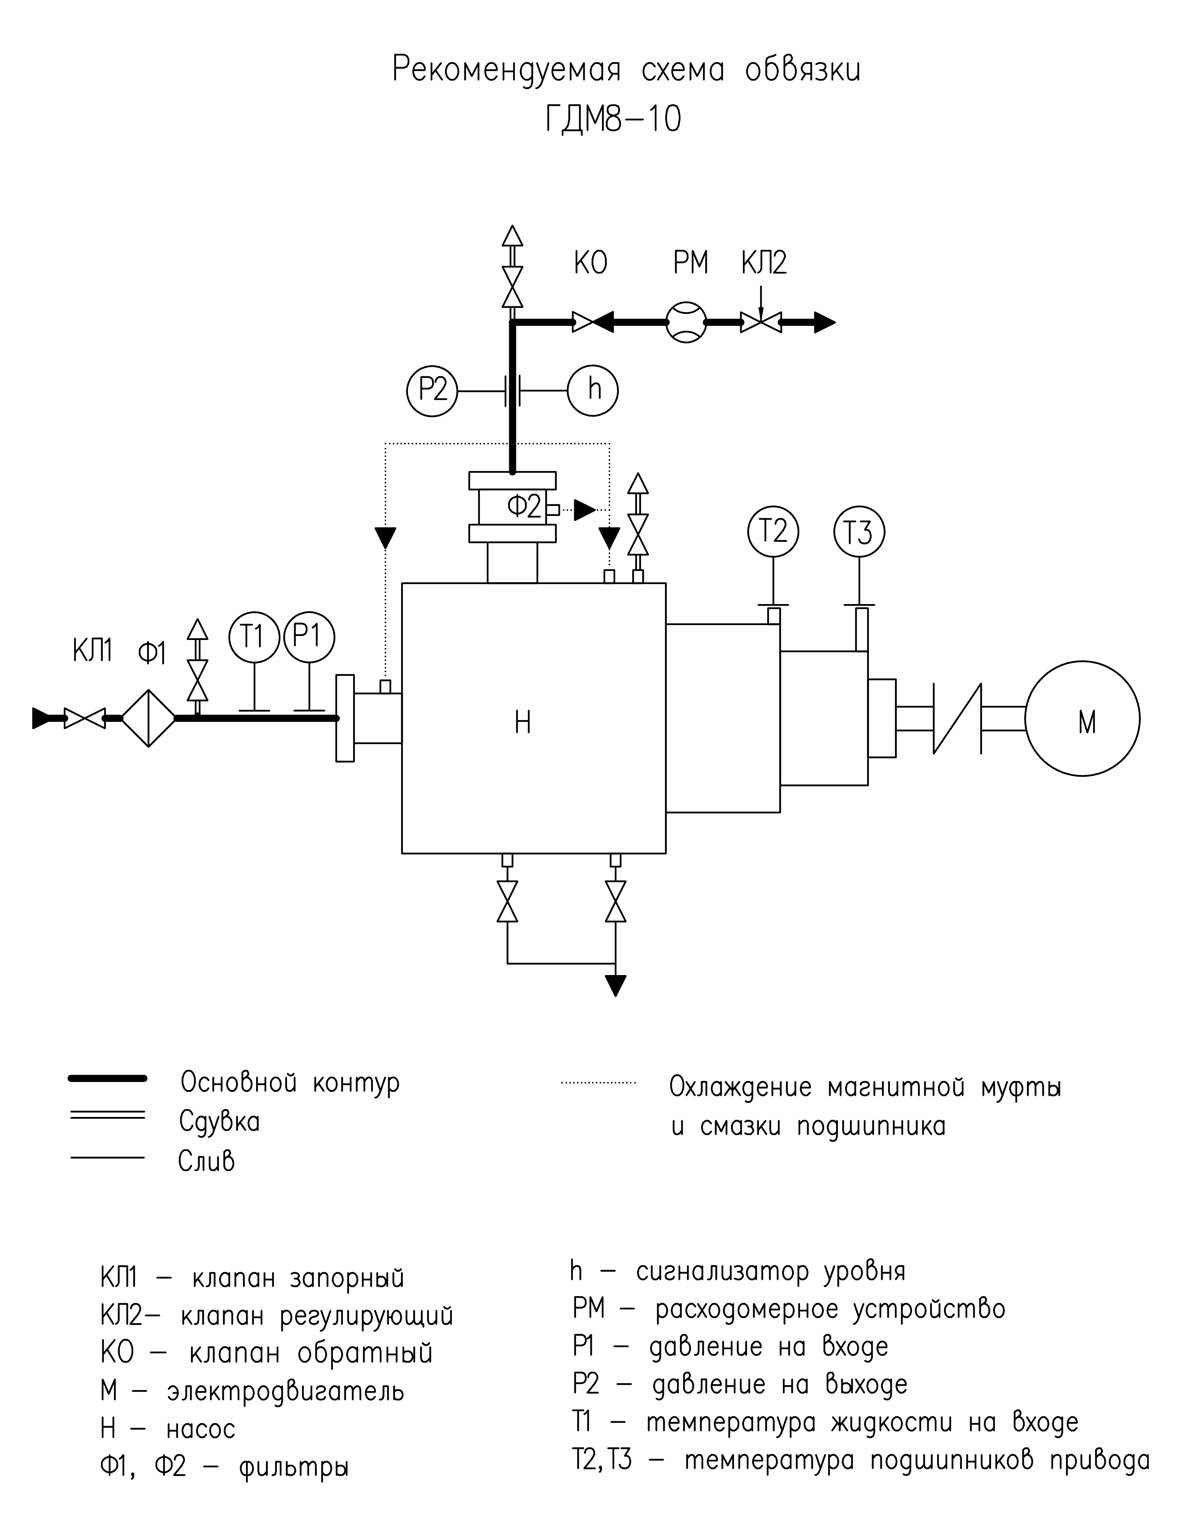 Рекомендуемая схема обвязки
ГДМ8-10
КО РМ КЛ2
Р2 h
Ф2
Т2 Т3
КЛ1 Ф1 Т1 Р1
Н М
Основной контур
Сдувка
Слив
Охлаждение магнитной муфты
и смазки подшипника
КЛ1 – клапан запорный
КЛ2– клапан регулирующий
КО – клапан обратный
М – электродвигатель
Н – насос
Ф1, Ф2 – фильтры
h – сигнализатор уровня
РМ – расходомерное устройство
Р1 – давление на входе
Р2 – давление на выходе
Т1 – температура жидкости на входе
Т2,Т3 – температура подшипников привода